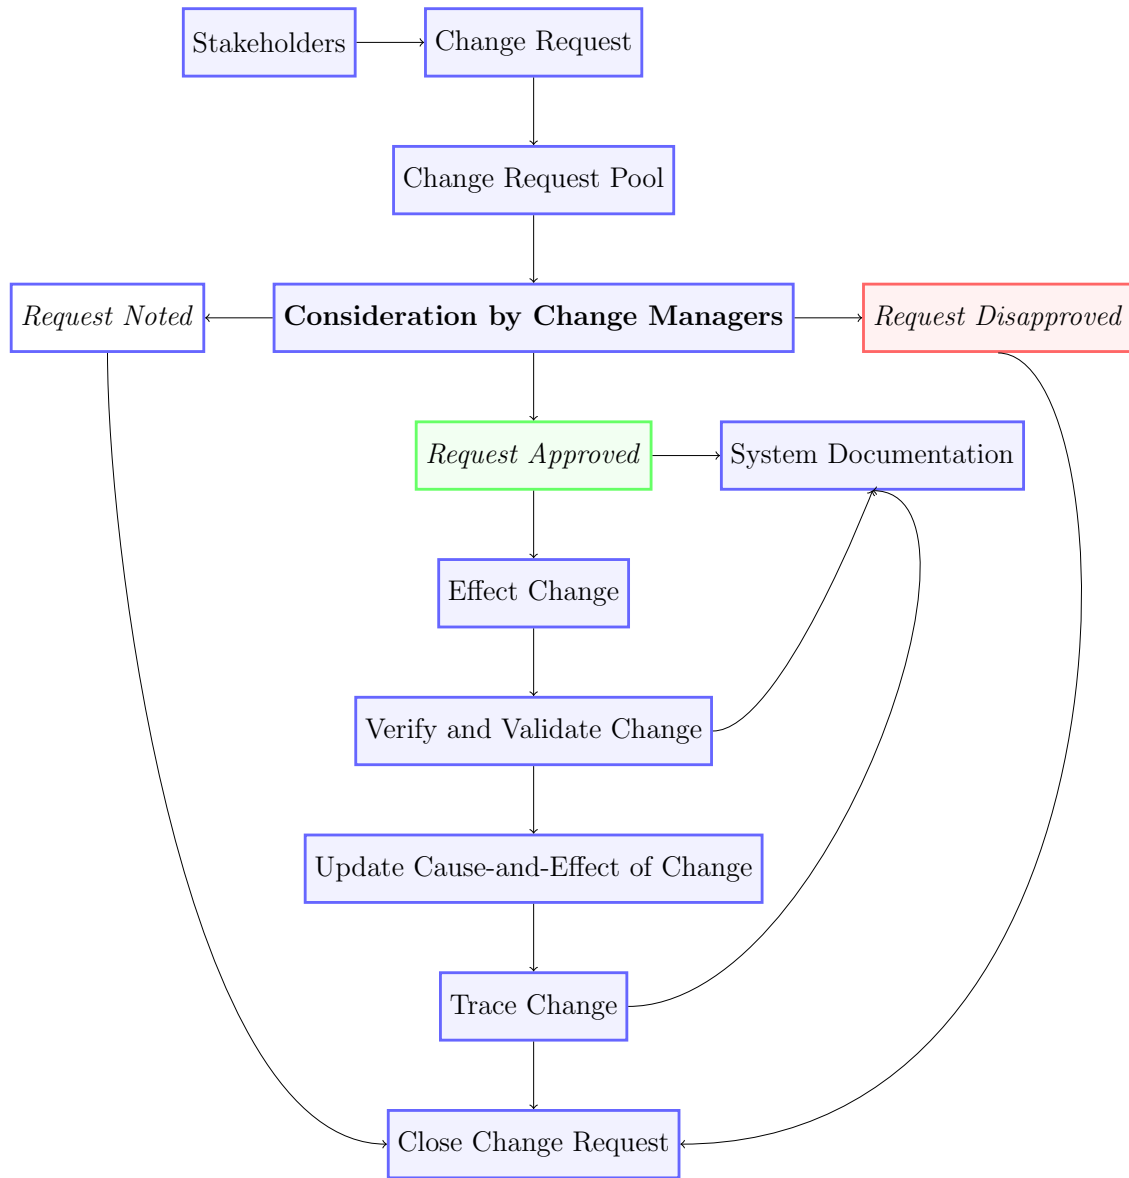 Stakeholders
Change Request
Change Request Pool
Request Noted
Consideration by Change Managers
Request Disapproved
Request Approved
System Documentation
Effect Change
Verify and Validate Change
Update Cause-and-Effect of Change
Trace Change
Close Change Request